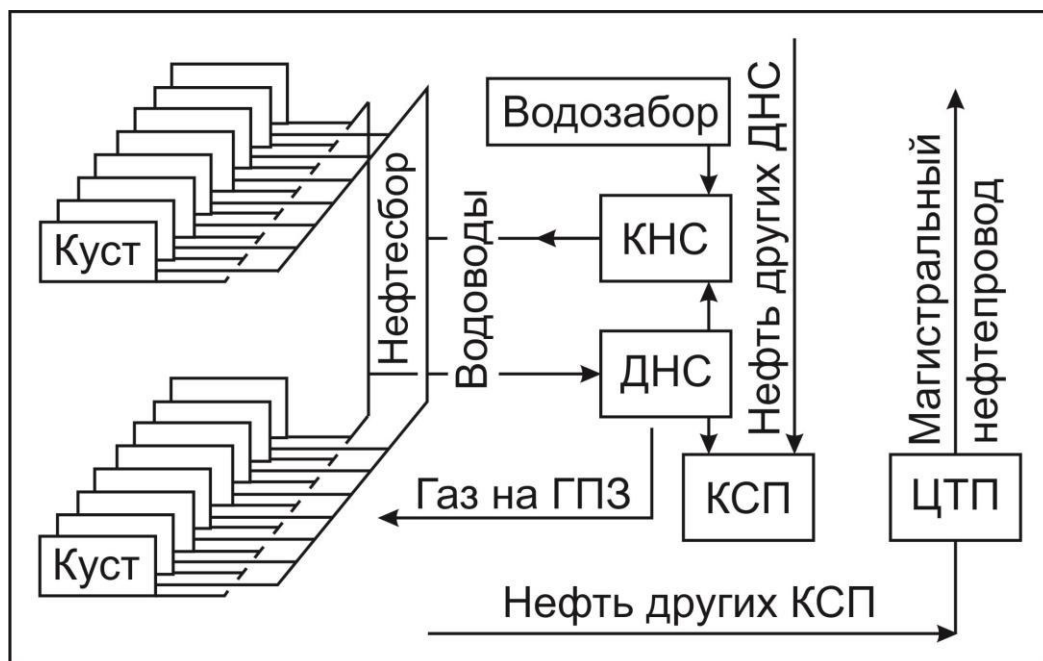 Водозабор
Куст
Нефтесбор
Водоводы
КНС
ДНС
Нефть других ДНС
Магистральный
нефтепровод
Газ на ГПЗ
КСП
ЦТП
Куст
Нефть других КСП